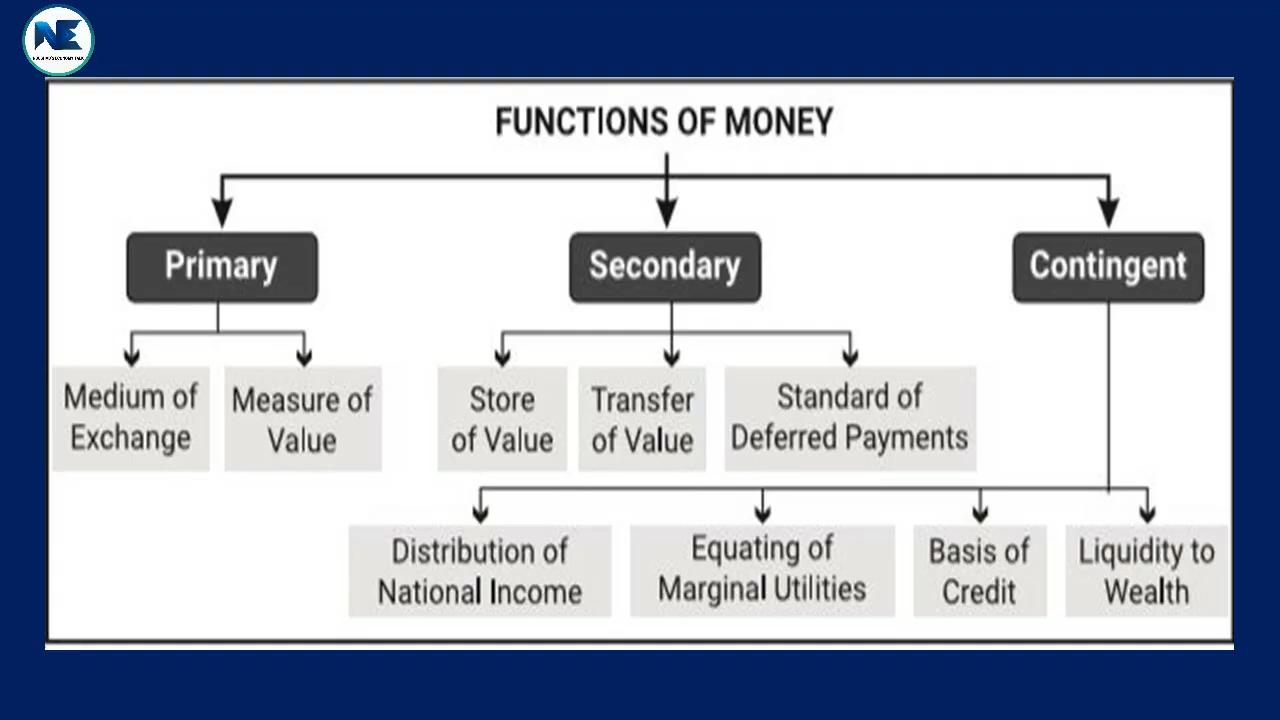 NE
FUNCTIONS OF MONEY
Primary
Secondary
Contingent
Medium of
Exchange
Measure of
Value
Store
of Value
Transfer
of Value
Standard of
Deferred Payments
Distribution of
National Income
Equating of
Marginal Utilities
Basis of
Credit
Liquidity to
Wealth